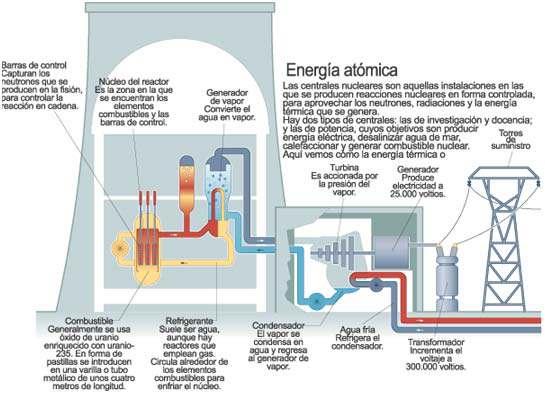 Energía atómica
Las centrales nucleares son aquellas instalaciones en las
que se producen reacciones nucleares en forma controlada,
para aprovechar los neutrones, radiaciones y la energía
térmica que se genera.
Hay dos tipos de centrales: las de investigación y docencia;
y las de potencia, cuyos objetivos son producir
energía eléctrica, desalinizar agua de mar,
calefaccionar y generar combustible nuclear.
Aquí vemos cómo la energía térmica o
Barras de control
Capturan los
neutrones que se
producen en la fisión,
para controlar la
reacción en cadena.
Núcleo del reactor
Es la zona en la que
se encuentran los
elementos
combustibles y las
barras de control.
Generador
de vapor
Convierte el
agua en vapor.
Turbina
Es accionada por
la presión del
vapor.
Generador
Produce
electricidad a
25.000 voltios.
Torres
de
suministro
Combustible
Generalmente se usa
óxido de uranio
enriquecido con uranio-
235. En forma de
pastillas se introducen
en una varilla o tubo
metálico de unos cuatro
metros de longitud.
Refrigerante
Suele ser agua,
aunque hay
reactores que
emplean gas.
Circula alrededor de
los elementos
combustibles para
enfriar el núcleo.
Condensador
El vapor se
condensa en
agua y regresa
al generador de
vapor.
Agua fría
Refrigera el
condensador.
Transformador
Incrementa el
voltaje a
300.000 voltios.